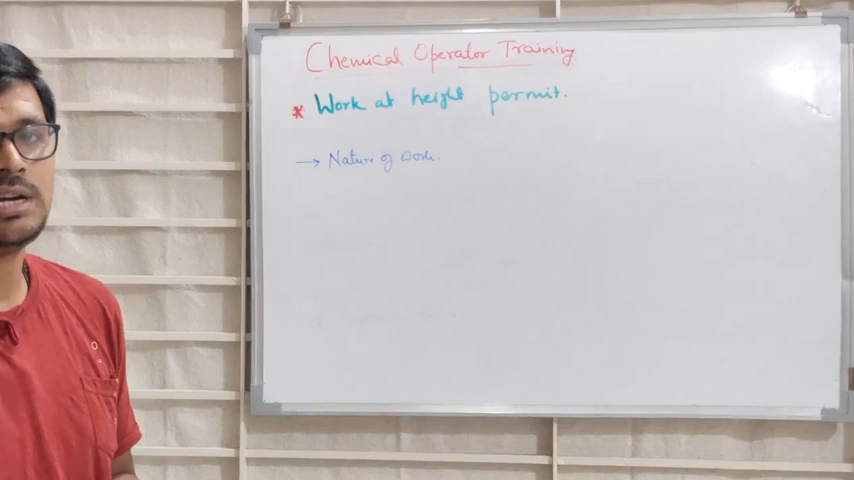 Chemical Operator Training
* Work at height permit.
→ Nature of work.